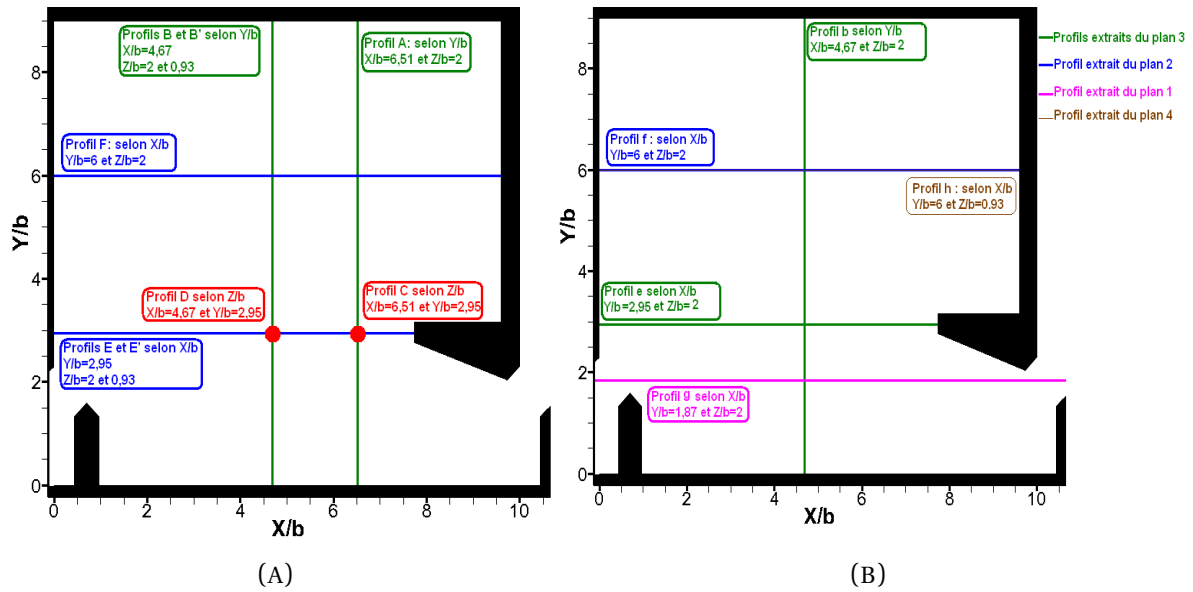 Profils B et B' selon Y/b
X/b=4,67
Z/b=2 et 0,93
Profil A: selon Y/b
X/b=6,51 et Z/b=2
Profil F: selon X/b
Y/b=6 et Z/b=2
Profil D selon Z/b
X/b=4,67 et Y/b=2,95
Profil C selon Z/b
X/b=6,51 et Y/b=2,95
Profils E et E' selon X/b
Y/b=2,95
Z/b=2 et 0,93
Y/b
8
6
4
2
0
0 2 4 6 8 10
X/b
(A)
Profil b selon Y/b
X/b=4,67 et Z/b= 2
Profil f : selon X/b
Y/b=6 et Z/b=2
Profil h : selon X/b
Y/b=6 et Z/b=0.93
Profil e selon X/b
Y/b=2,95 et Z/b= 2
Profil g selon X/b
Y/b=1,87 et Z/b=2
Y/b
8
6
4
2
0
0 2 4 6 8 10
X/b
(B)
Profils extraits du plan 3
Profil extrait du plan 2
Profil extrait du plan 1
Profil extrait du plan 4